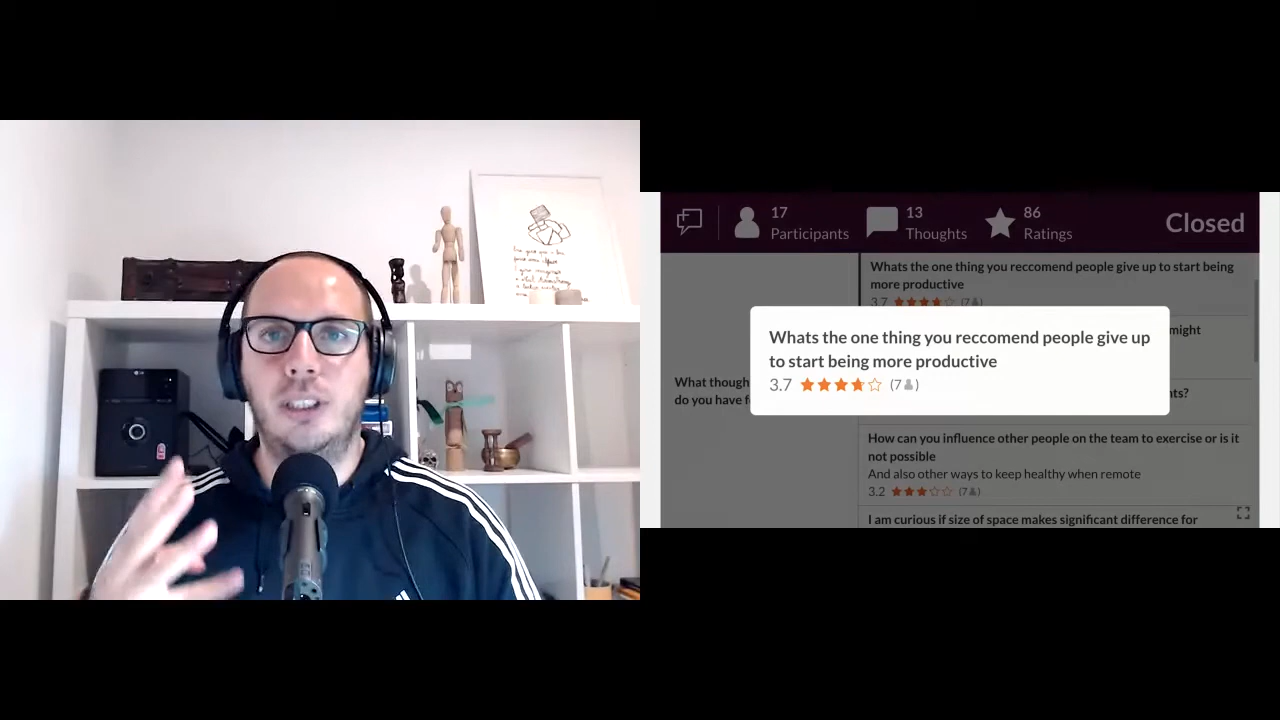 17
Participants
13
Thoughts
86
Ratings
Closed
Whats the one thing you reccomend people give up to start being
more productive
3.7 (7
might
Whats the one thing you reccomend people give up
to start being more productive
3.7 (7)
What though
do you have f
nts?
How can you influence other people on the team to exercise or is it
not possible
And also other ways to keep healthy when remote
3.2 (7)
I am curious if size of space makes significant difference for
LG